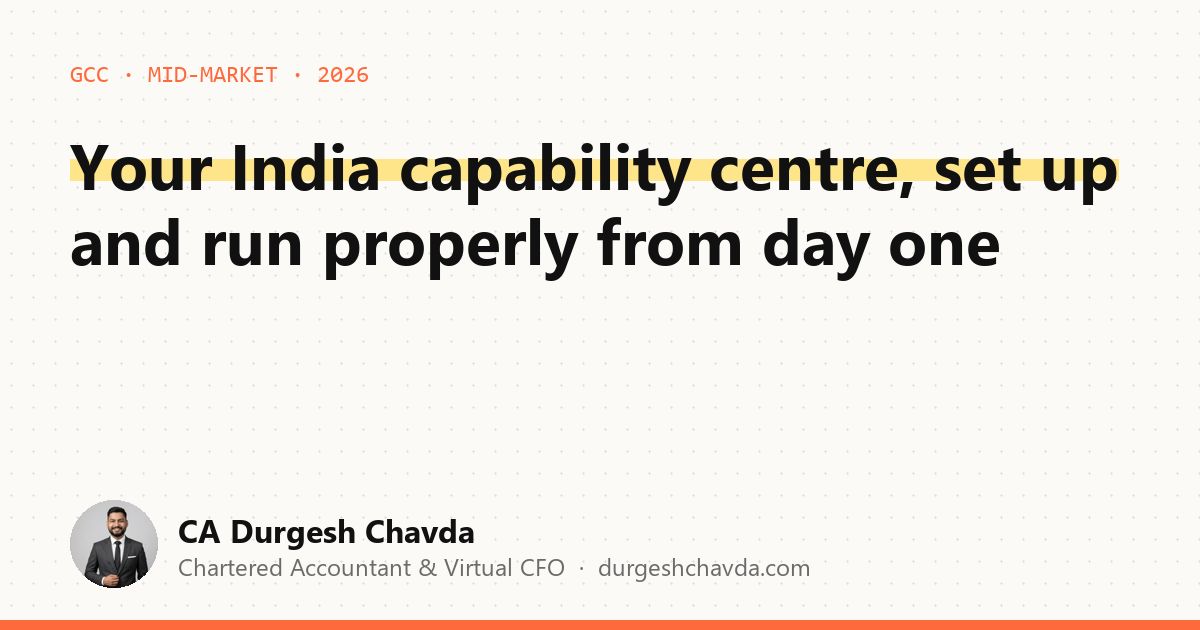 GCC · MID-MARKET · 2026
Your India capability centre, set up
and run properly from day one
CA Durgesh Chavda
Chartered Accountant & Virtual CFO · durgeshchavda.com